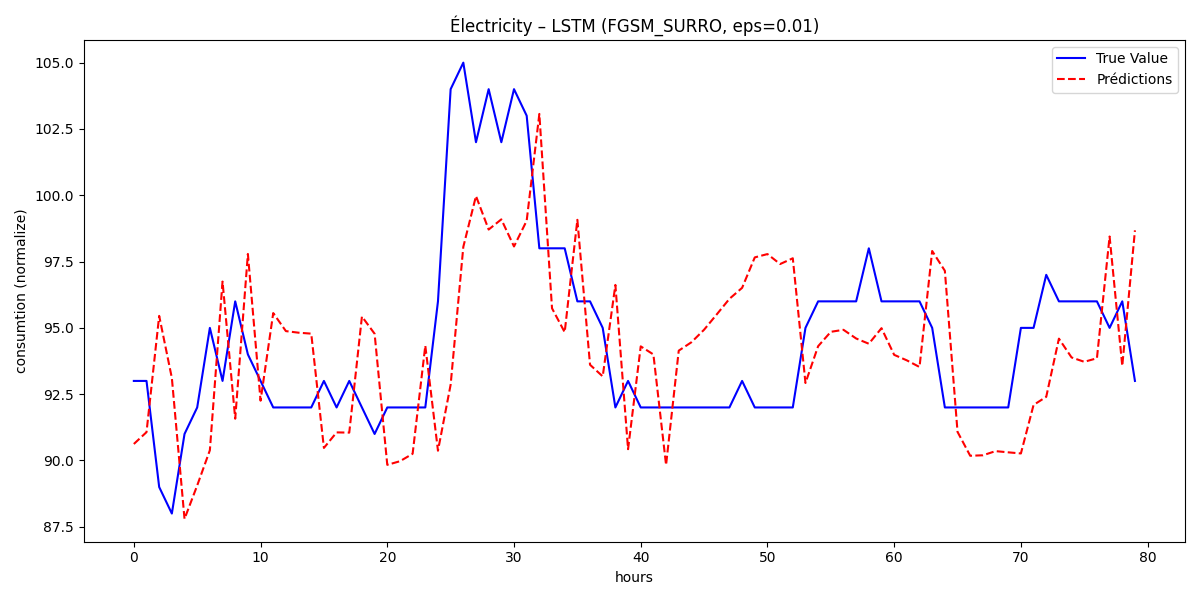 Électricity – LSTM (FGSM_SURRO, eps=0.01)
True Value
Prédictions
consumtion (normalize)
105.0
102.5
100.0
97.5
95.0
92.5
90.0
87.5
0 10 20 30 40 50 60 70 80
hours